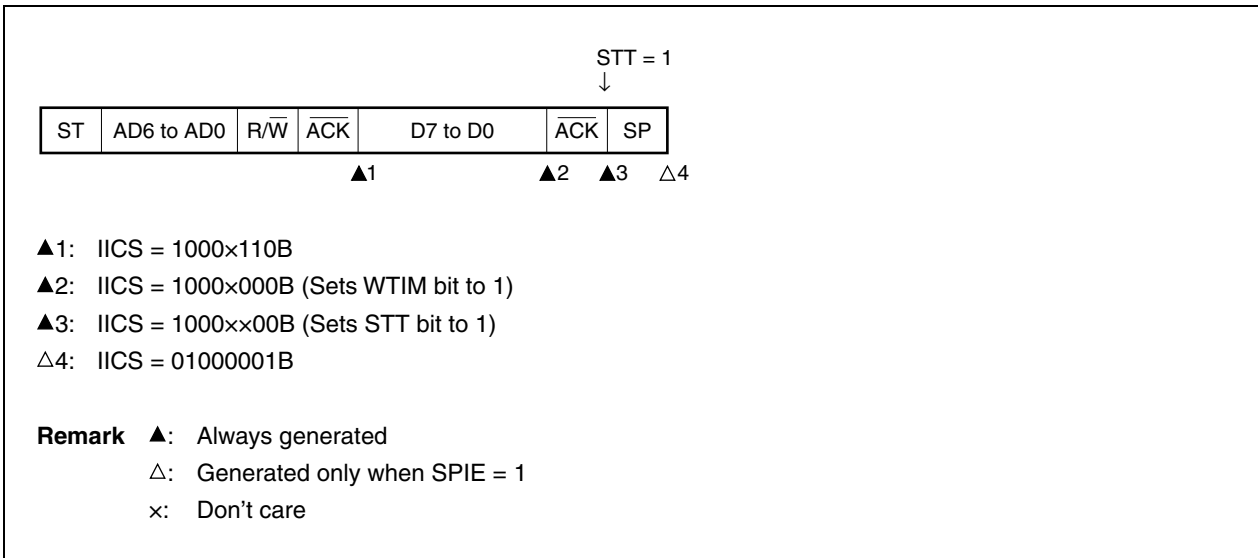 STT = 1
↓
ST AD6 to AD0 R/W̅ A̅C̅K̅ D7 to D0 A̅C̅K̅ SP
▲1 ▲2 ▲3 △4
▲1: IICS = 1000×110B
▲2: IICS = 1000×000B (Sets WTIM bit to 1)
▲3: IICS = 1000××00B (Sets STT bit to 1)
△4: IICS = 01000001B
Remark ▲: Always generated
△: Generated only when SPIE = 1
×: Don't care